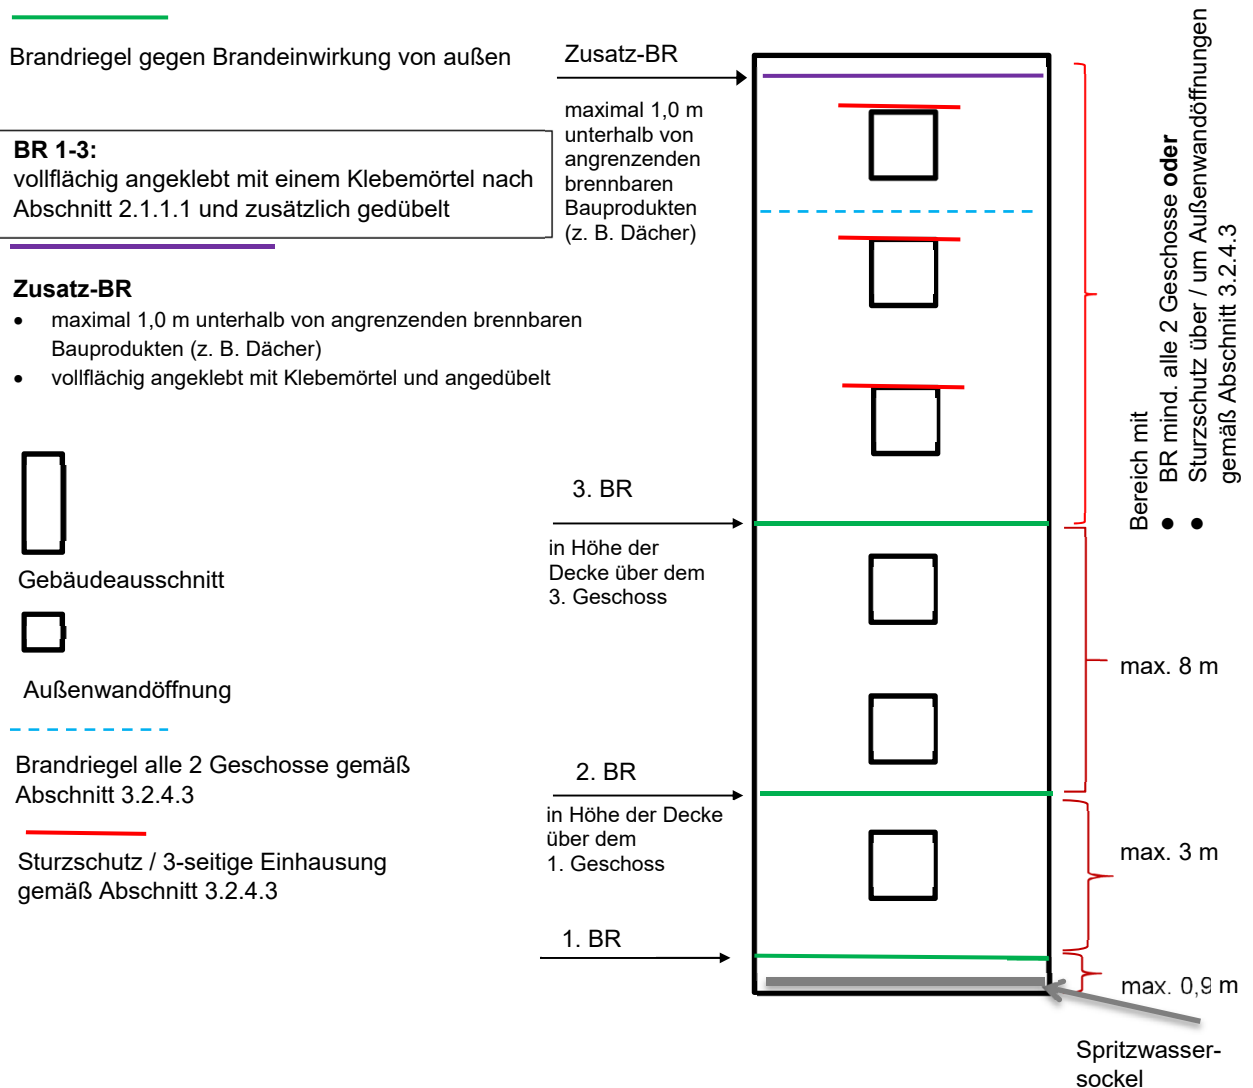 Brandriegel gegen Brandeinwirkung von außen
BR 1-3:
vollflächig angeklebt mit einem Klebemörtel nach
Abschnitt 2.1.1.1 und zusätzlich gedübelt
Zusatz-BR
• maximal 1,0 m unterhalb von angrenzenden brennbaren
Bauprodukten (z. B. Dächer)
• vollflächig angeklebt mit Klebemörtel und angedübelt
Gebäudeausschnitt
Außenwandöffnung
Brandriegel alle 2 Geschosse gemäß
Abschnitt 3.2.4.3
Sturzschutz / 3-seitige Einhausung
gemäß Abschnitt 3.2.4.3
Zusatz-BR
maximal 1,0 m
unterhalb von
angrenzenden
brennbaren
Bauprodukten
(z. B. Dächer)
3. BR
in Höhe der
Decke über dem
3. Geschoss
2. BR
in Höhe der Decke
über dem
1. Geschoss
1. BR
Bereich mit
• BR mind. alle 2 Geschosse oder
• Sturzschutz über / um Außenwandöffnungen
gemäß Abschnitt 3.2.4.3
max. 8 m
max. 3 m
max. 0,9 m
Spritzwasser-
sockel